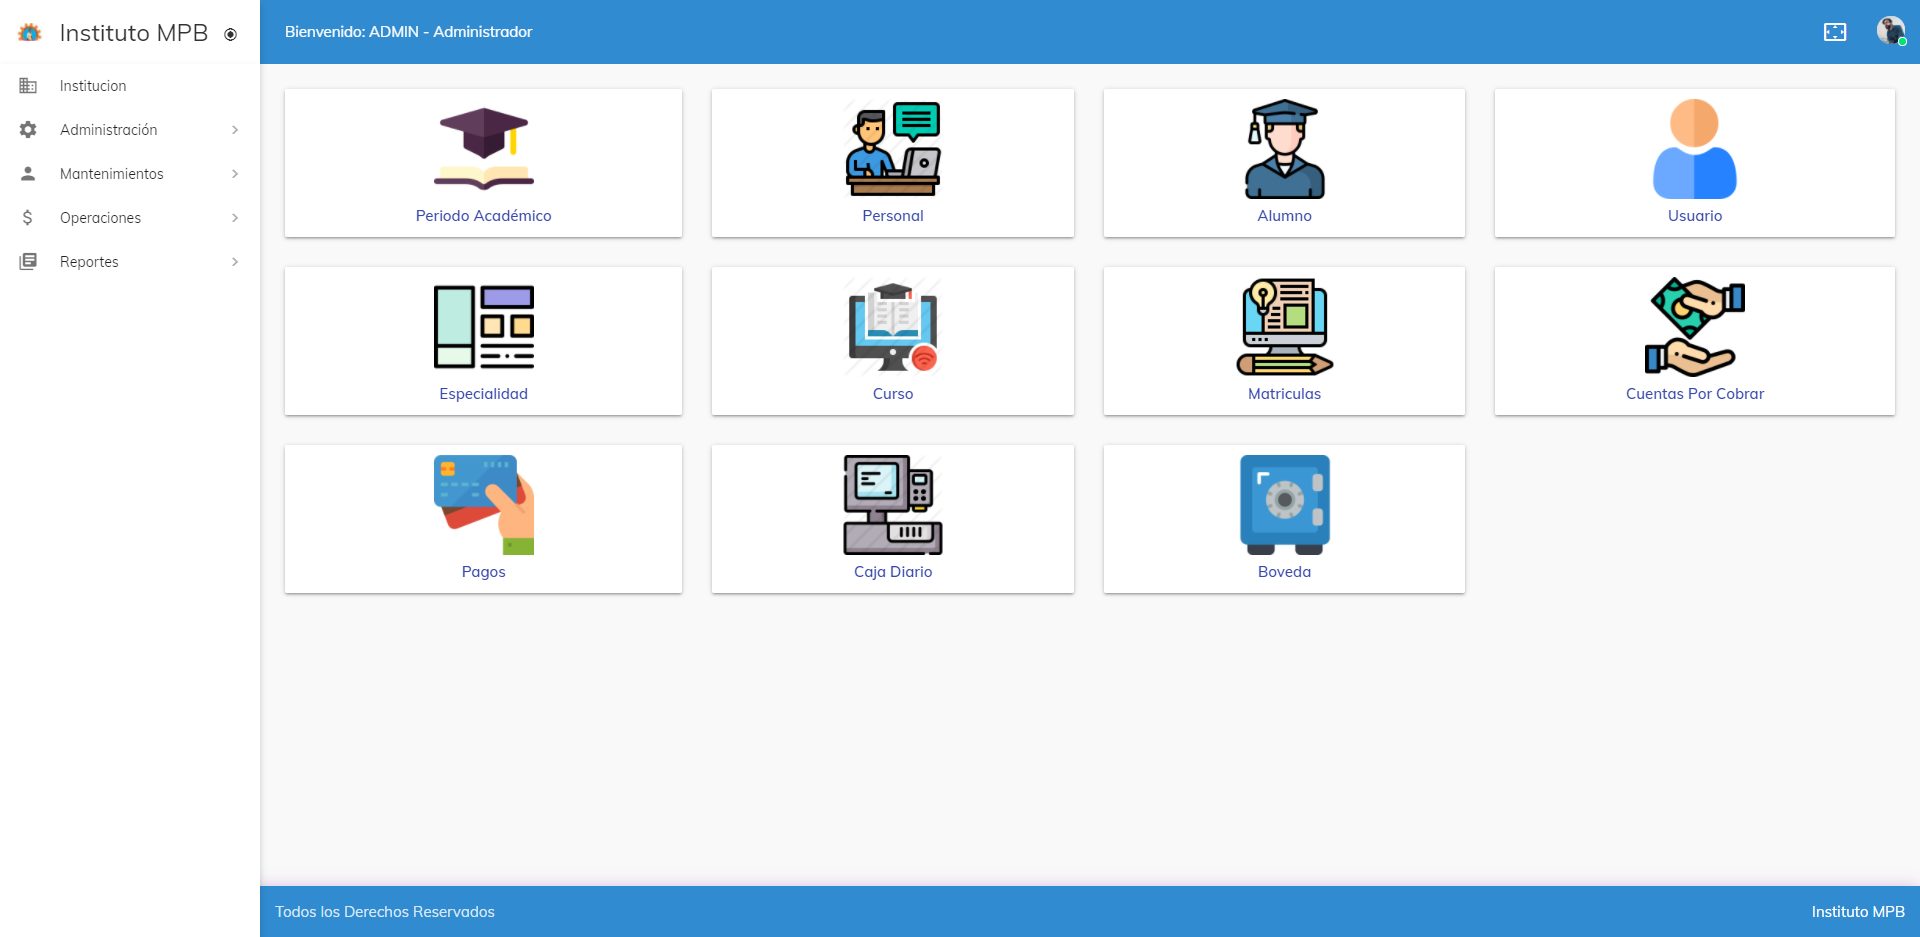 Instituto MPB
Bienvenido: ADMIN - Administrador
Institucion
Administración
Mantenimientos
Operaciones
Reportes
Periodo Académico
Personal
Alumno
Usuario
Especialidad
Curso
Matriculas
Cuentas Por Cobrar
Pagos
Caja Diario
Boveda
Todos los Derechos Reservados
Instituto MPB